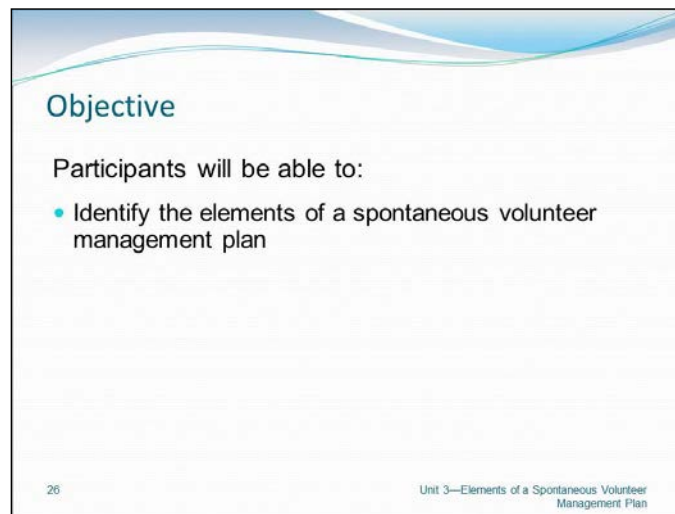 Objective
Participants will be able to:
• Identify the elements of a spontaneous volunteer
management plan
26
Unit 3—Elements of a Spontaneous Volunteer
Management Plan